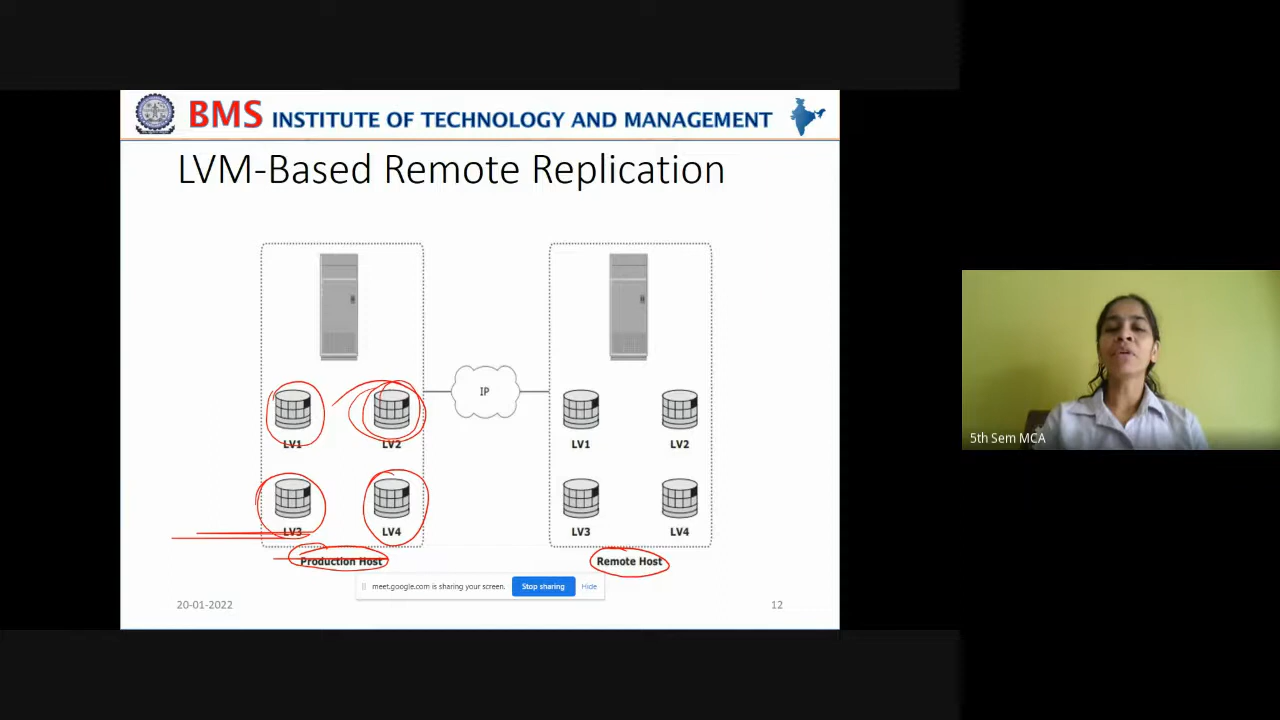 BMS INSTITUTE OF TECHNOLOGY AND MANAGEMENT
LVM-Based Remote Replication
IP
LV1 LV2 LV1 LV2
LV3 LV4 LV3 LV4
Production Host Remote Host
meet.google.com is sharing your screen. Stop sharing Hide
20-01-2022 12
5th Sem MCA